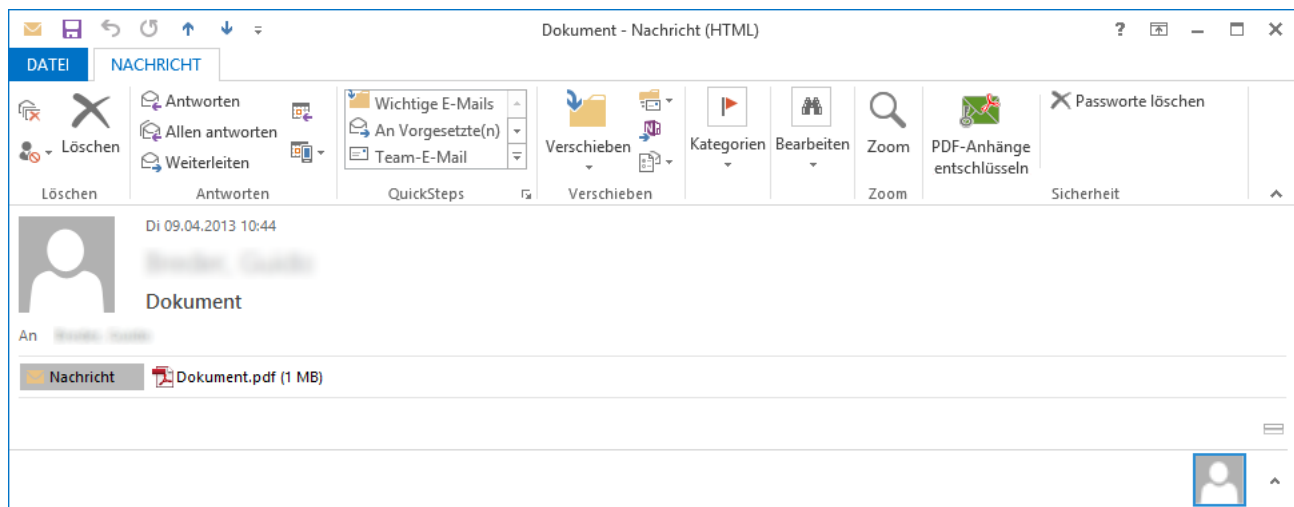 Dokument - Nachricht (HTML)
?
DATEI NACHRICHT
Löschen
Antworten
Allen antworten
Weiterleiten
Wichtige E-Mails
An Vorgesetzte(n)
Team-E-Mail
Verschieben
Kategorien
Bearbeiten
Zoom
PDF-Anhänge
entschlüsseln
Passworte löschen
Löschen Antworten QuickSteps Verschieben Zoom Sicherheit
Di 09.04.2013 10:44
Dokument
An
Nachricht Dokument.pdf (1 MB)